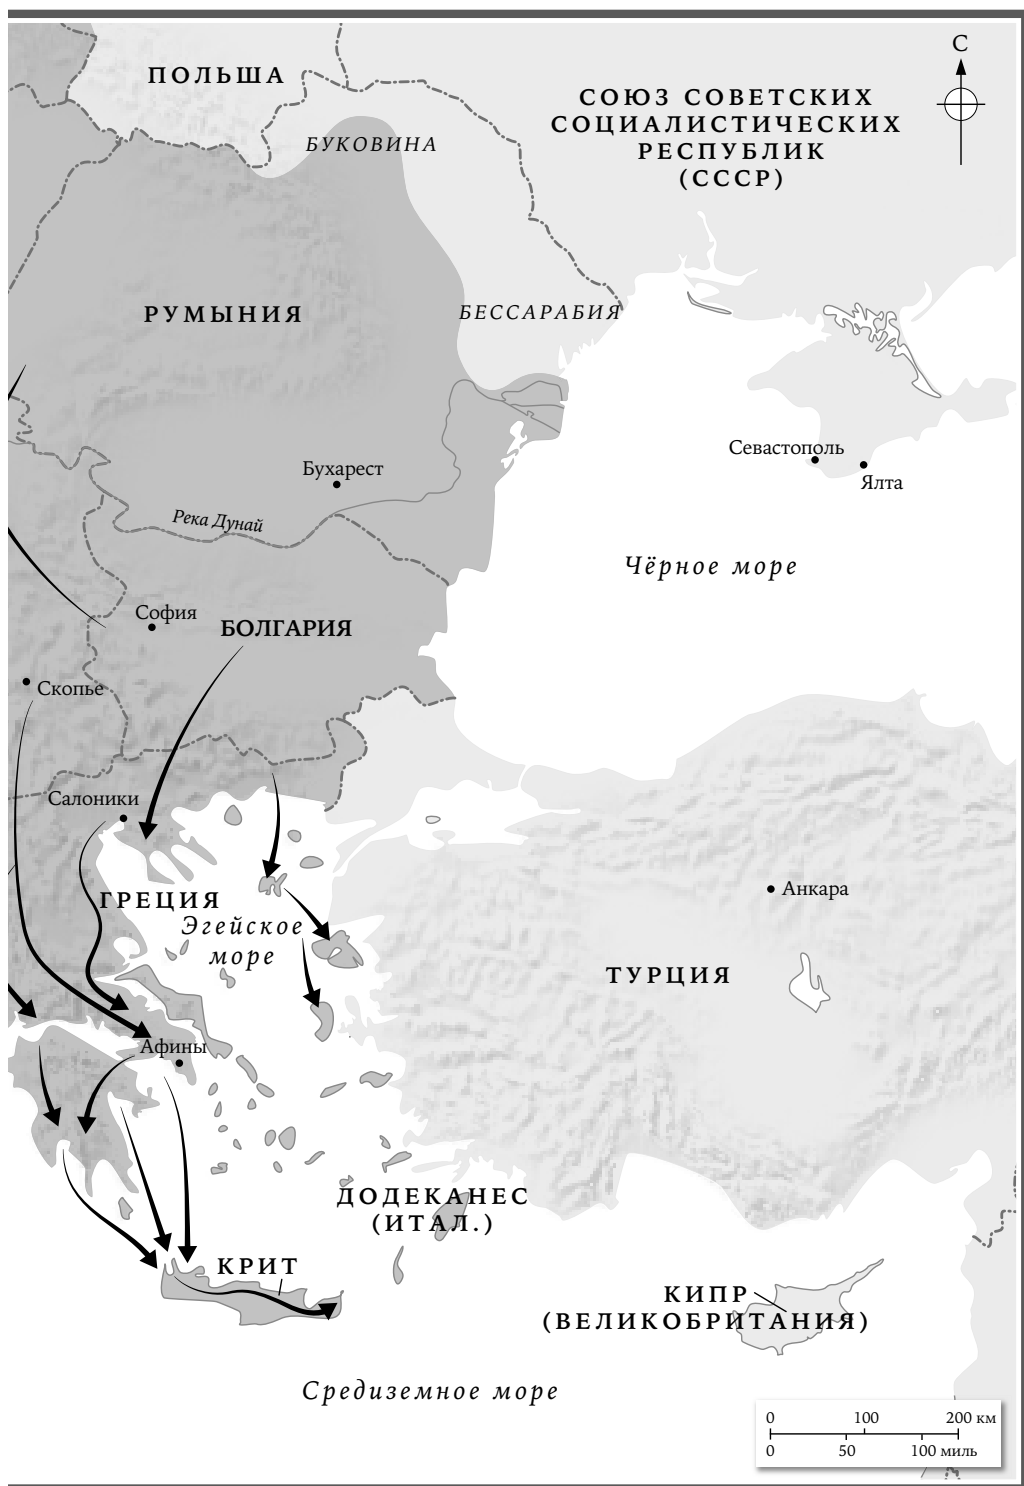 С
ПОЛЬША
СОЮЗ СОВЕТСКИХ
СОЦИАЛИСТИЧЕСКИХ
РЕСПУБЛИК
(СССР)
БУКОВИНА
РУМЫНИЯ
БЕССАРАБИЯ
Севастополь
Ялта
Бухарест
Река Дунай
Чёрное море
София
БОЛГАРИЯ
Скопье
Салоники
Анкара
ГРЕЦИЯ
Эгейское
море
ТУРЦИЯ
Афины
ДОДЕКАНЕС
(ИТАЛ.)
КРИТ
КИПР
(ВЕЛИКОБРИТАНИЯ)
Средиземное море
0 100 200 км
0 50 100 миль